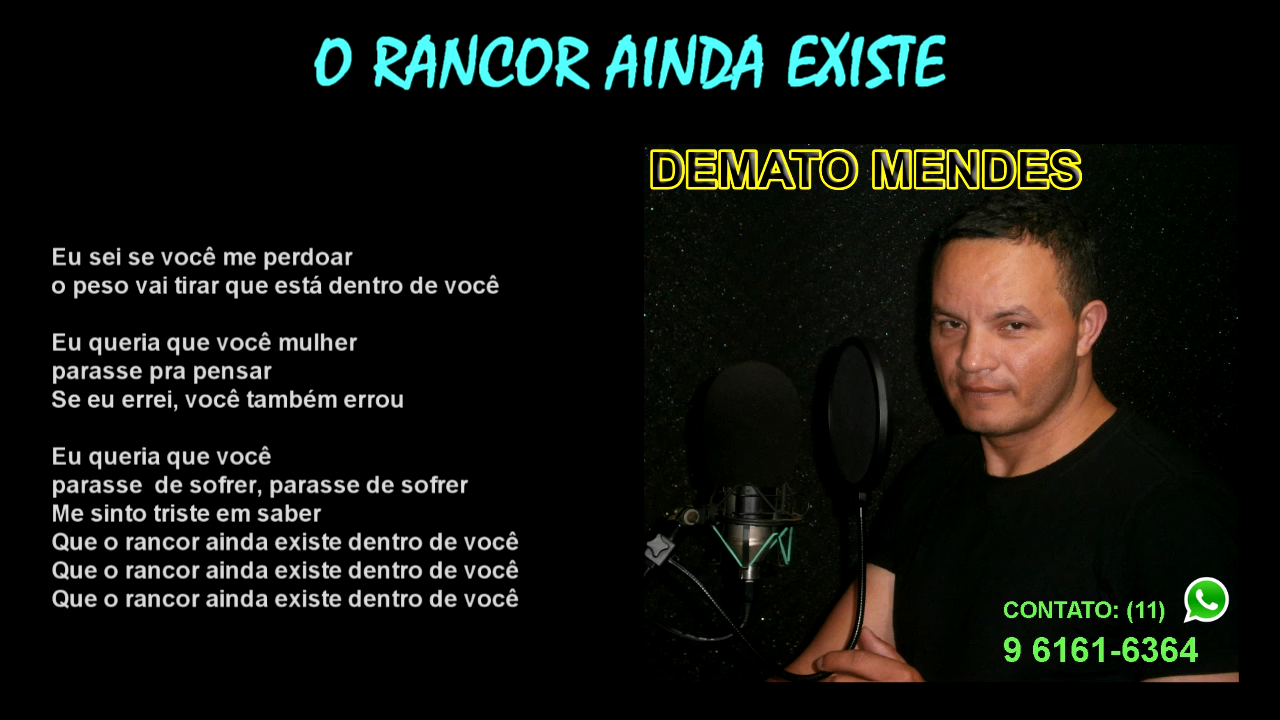 O RANCOR AINDA EXISTE
DEMATO MENDES
Eu sei se você me perdoar
o peso vai tirar que está dentro de você
Eu queria que você mulher
parasse pra pensar
Se eu errei, você também errou
Eu queria que você
parasse  de sofrer, parasse de sofrer
Me sinto triste em saber
Que o rancor ainda existe dentro de você
Que o rancor ainda existe dentro de você
Que o rancor ainda existe dentro de você
CONTATO: (11)
9 6161-6364